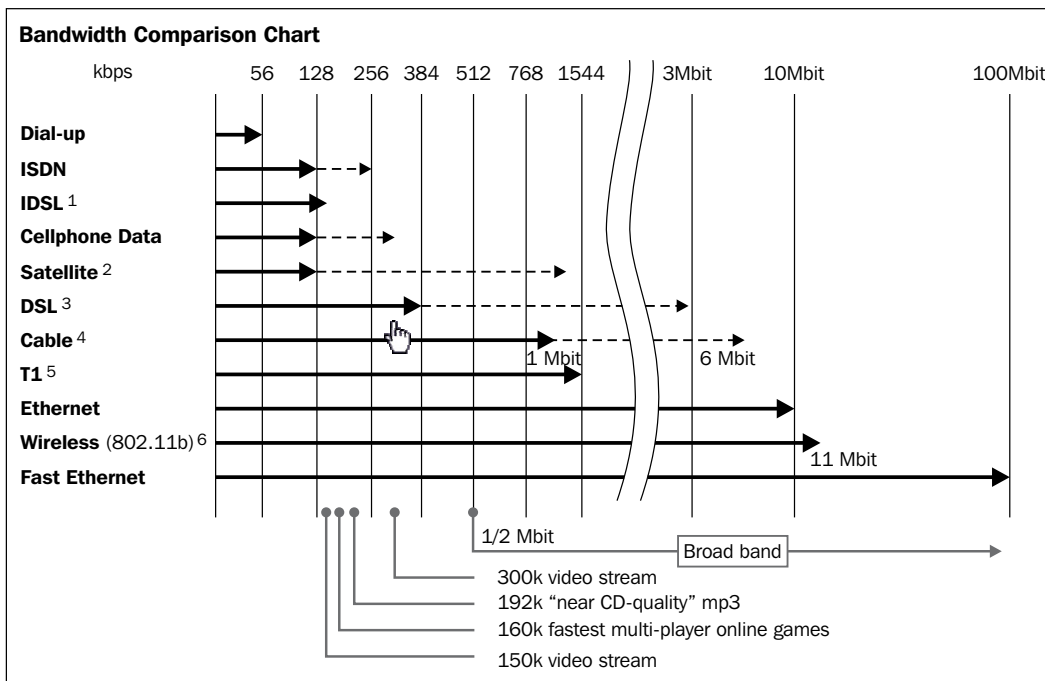 Bandwidth Comparison Chart
kbps 56 128 256 384 512 768 1544 3Mbit 10Mbit 100Mbit
Dial-up
ISDN
IDSL 1
Cellphone Data
Satellite 2
DSL 3
Cable 4
1 Mbit 6 Mbit
T1 5
Ethernet
Wireless (802.11b) 6
11 Mbit
Fast Ethernet
1/2 Mbit
Broad band
300k video stream
192k “near CD-quality” mp3
160k fastest multi-player online games
150k video stream